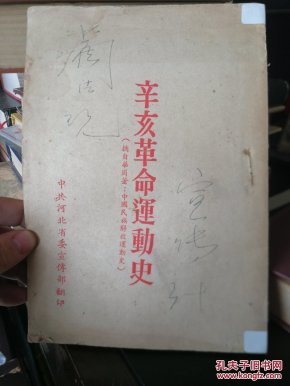 辛亥革命運動史
(摘自華崗著:中國民族解放運動史)
中共河北省委宣傳部翻印
宣传
孔夫子旧书网